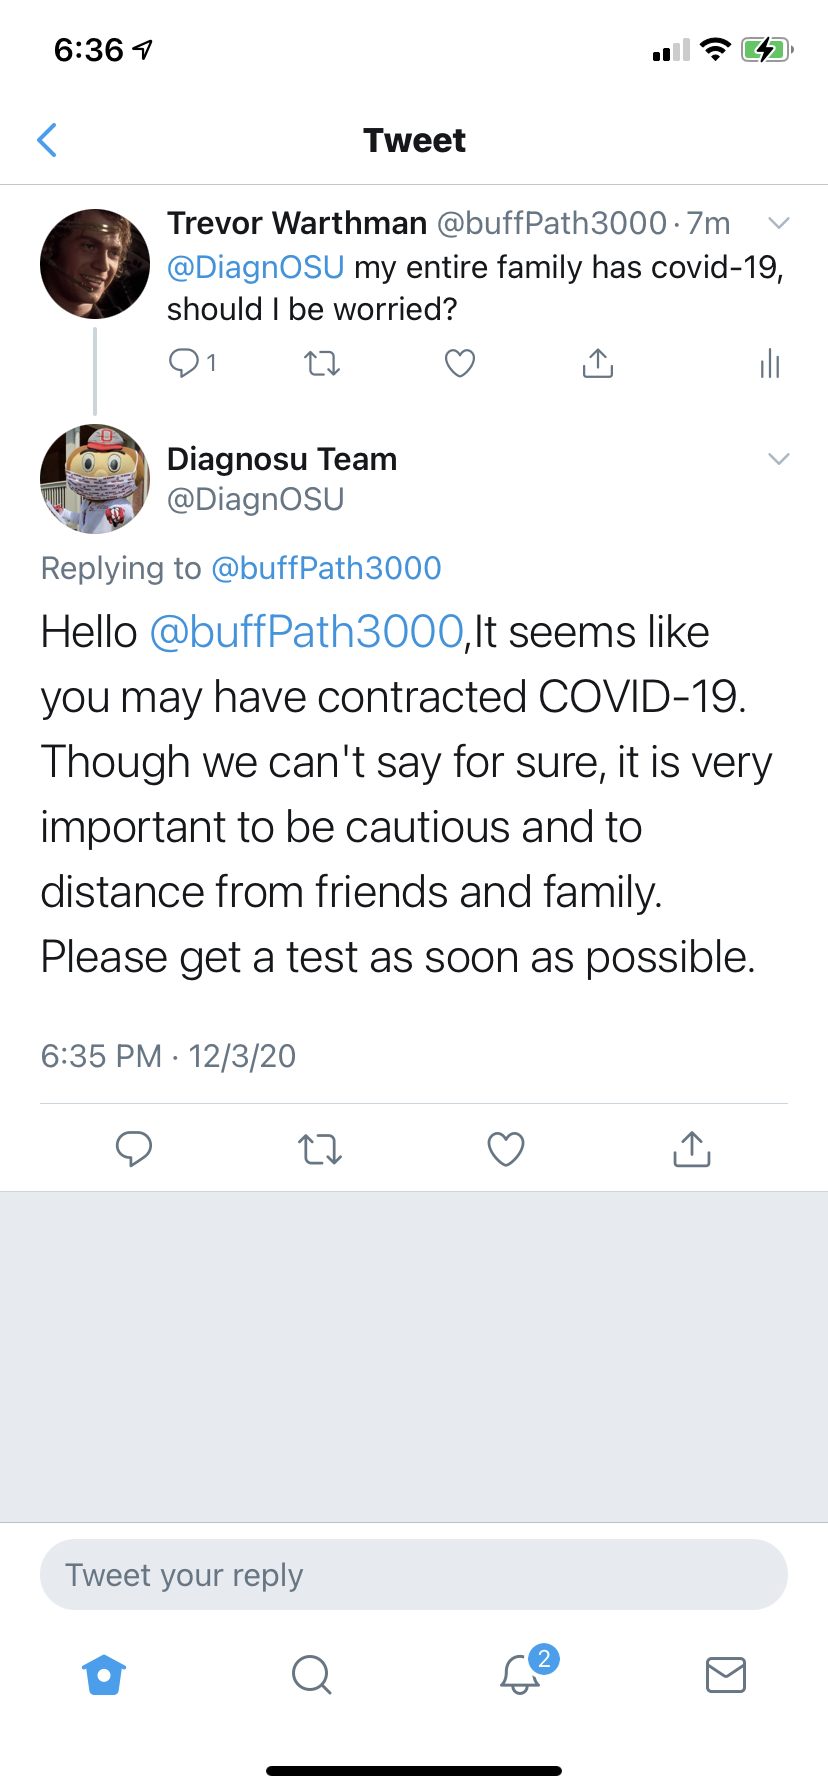 6:36
Tweet
Trevor Warthman @buffPath3000 · 7m
@DiagnOSU my entire family has covid-19,
should I be worried?
1
Diagnosu Team
@DiagnOSU
Replying to @buffPath3000
Hello @buffPath3000,It seems like
you may have contracted COVID-19.
Though we can't say for sure, it is very
important to be cautious and to
distance from friends and family.
Please get a test as soon as possible.
6:35 PM · 12/3/20
Tweet your reply
2